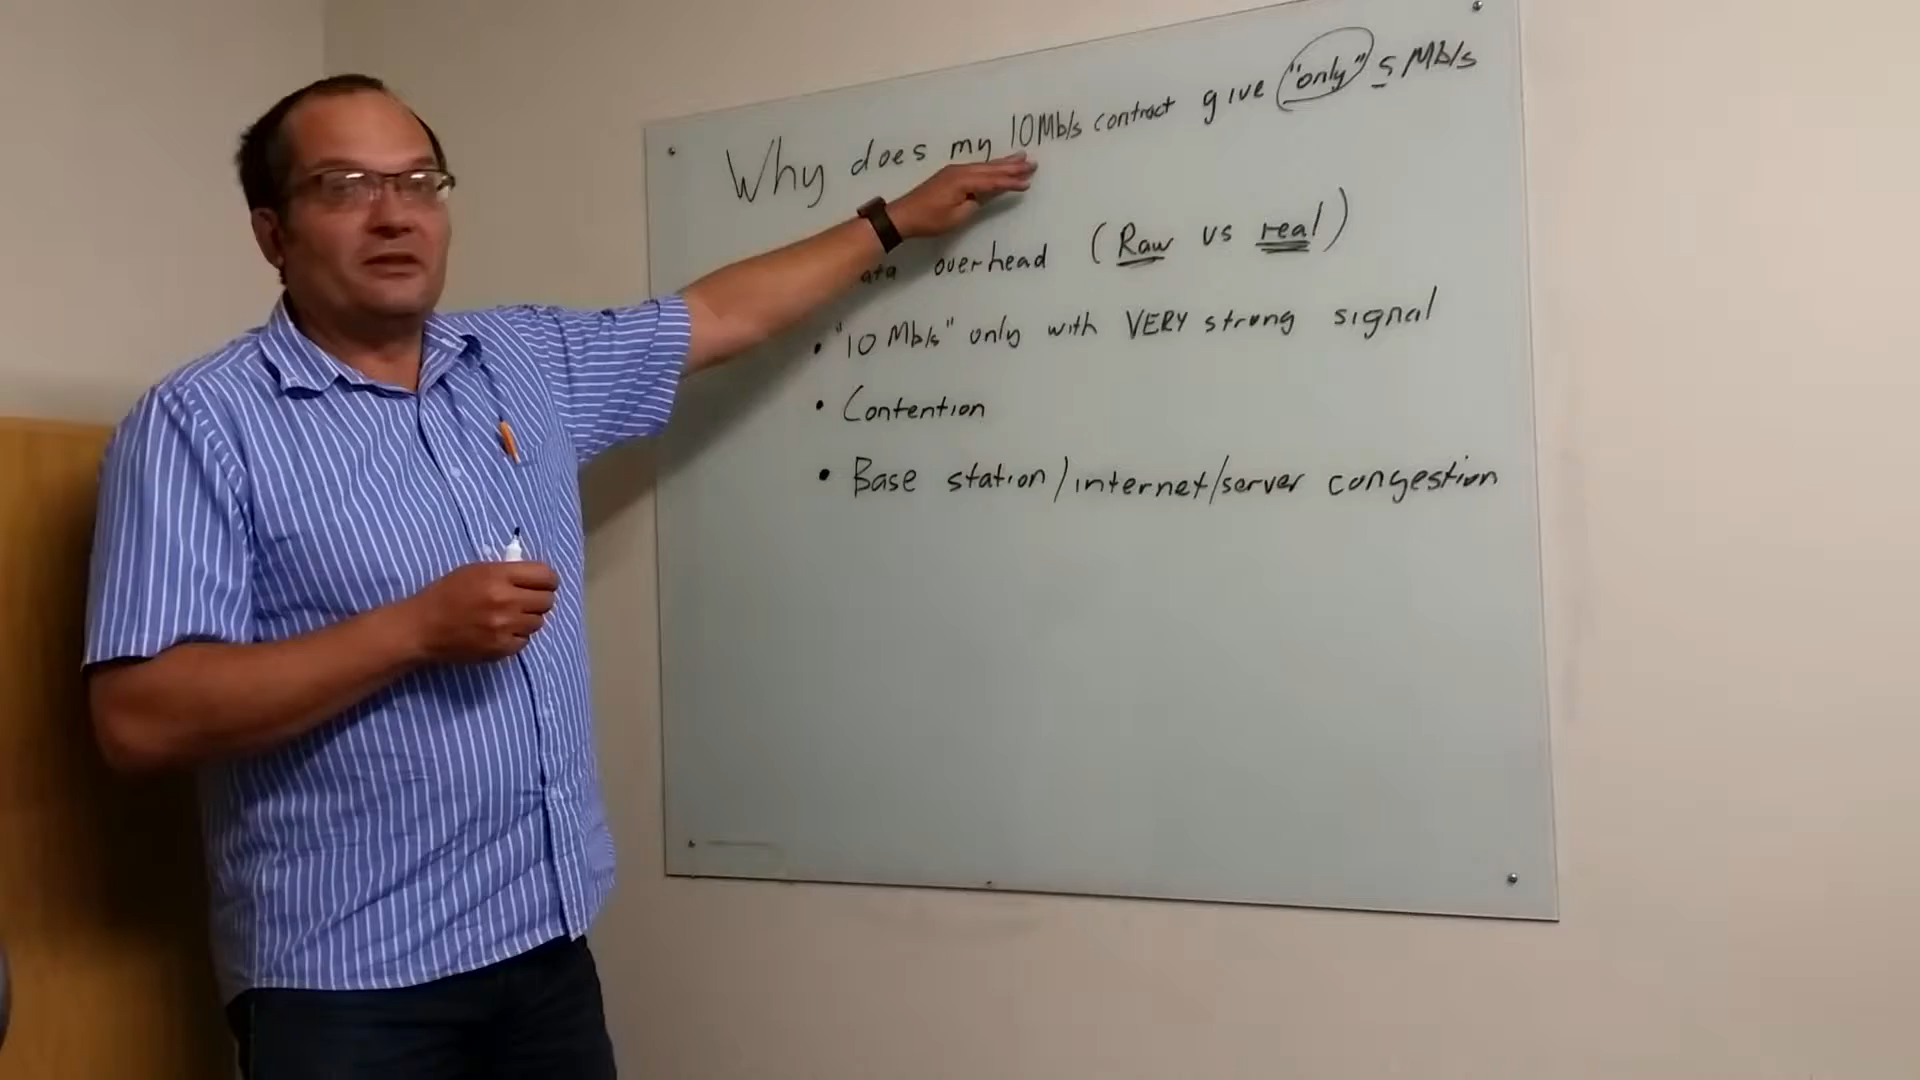 Why does my 10Mb/s contract give "only" 5 Mb/s
ata overhead (Raw vs real)
• "10 Mb/s" only with VERY strong signal
• Contention
• Base station/internet/server congestion